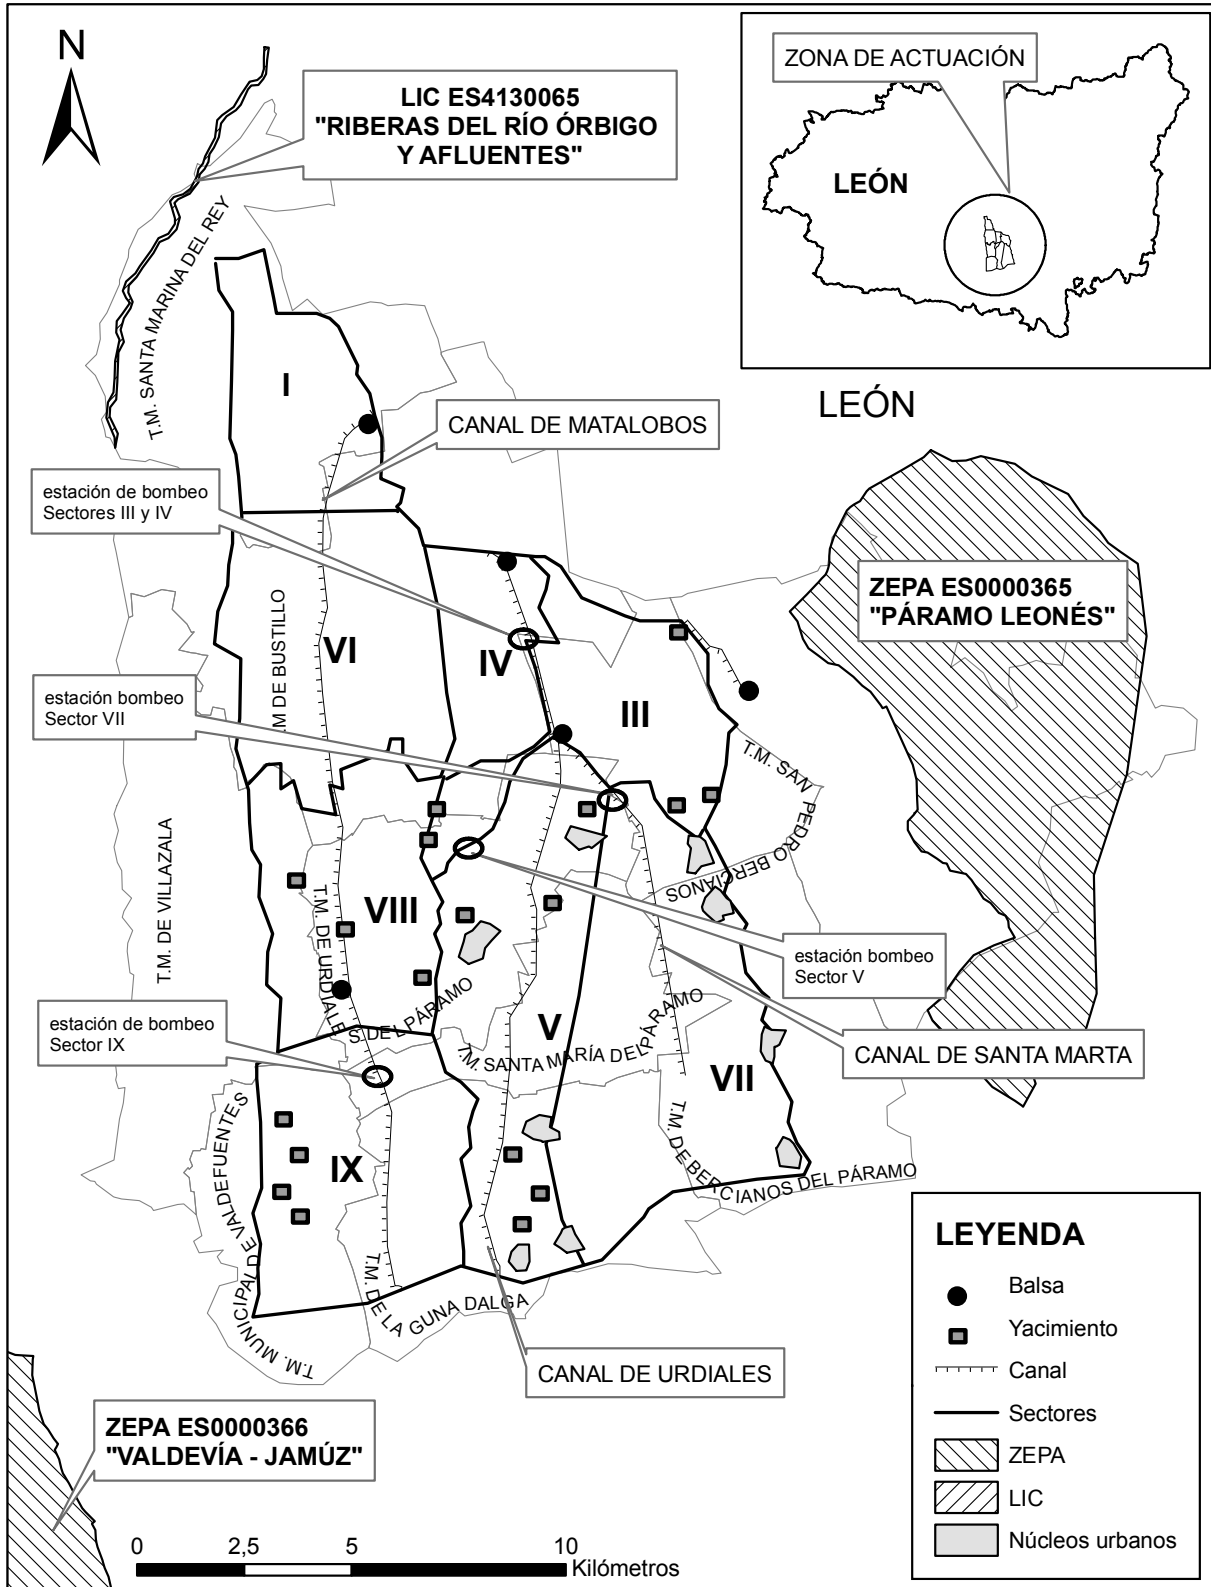 N
LIC ES4130065
"RIBERAS DEL RÍO ÓRBIGO
Y AFLUENTES"
ZONA DE ACTUACIÓN
LEÓN
T.M. SANTA MARINA DEL REY
I
CANAL DE MATALOBOS
LEÓN
estación de bombeo
Sectores III y IV
ZEPA ES0000365
"PÁRAMO LEONÉS"
T.M DE BUSTILLO
VI
IV
III
estación bombeo
Sector VII
T.M. SAN PEDRO BERCIANOS
T.M. DE VILLAZALA
VIII
T.M. DE URDIALES DEL PÁRAMO
estación bombeo
Sector V
estación de bombeo
Sector IX
V
T.M. SANTA MARÍA DEL PÁRAMO
CANAL DE SANTA MARTA
VII
T.M. DE BERCIANOS DEL PÁRAMO
IX
T.M. MUNICIPAL DE VALDEFUENTES
T.M. DE LA GUNA DALGA
CANAL DE URDIALES
ZEPA ES0000366
"VALDEVÍA - JAMÚZ"
LEYENDA
Balsa
Yacimiento
Canal
Sectores
ZEPA
LIC
Núcleos urbanos
0 2,5 5 10
Kilómetros